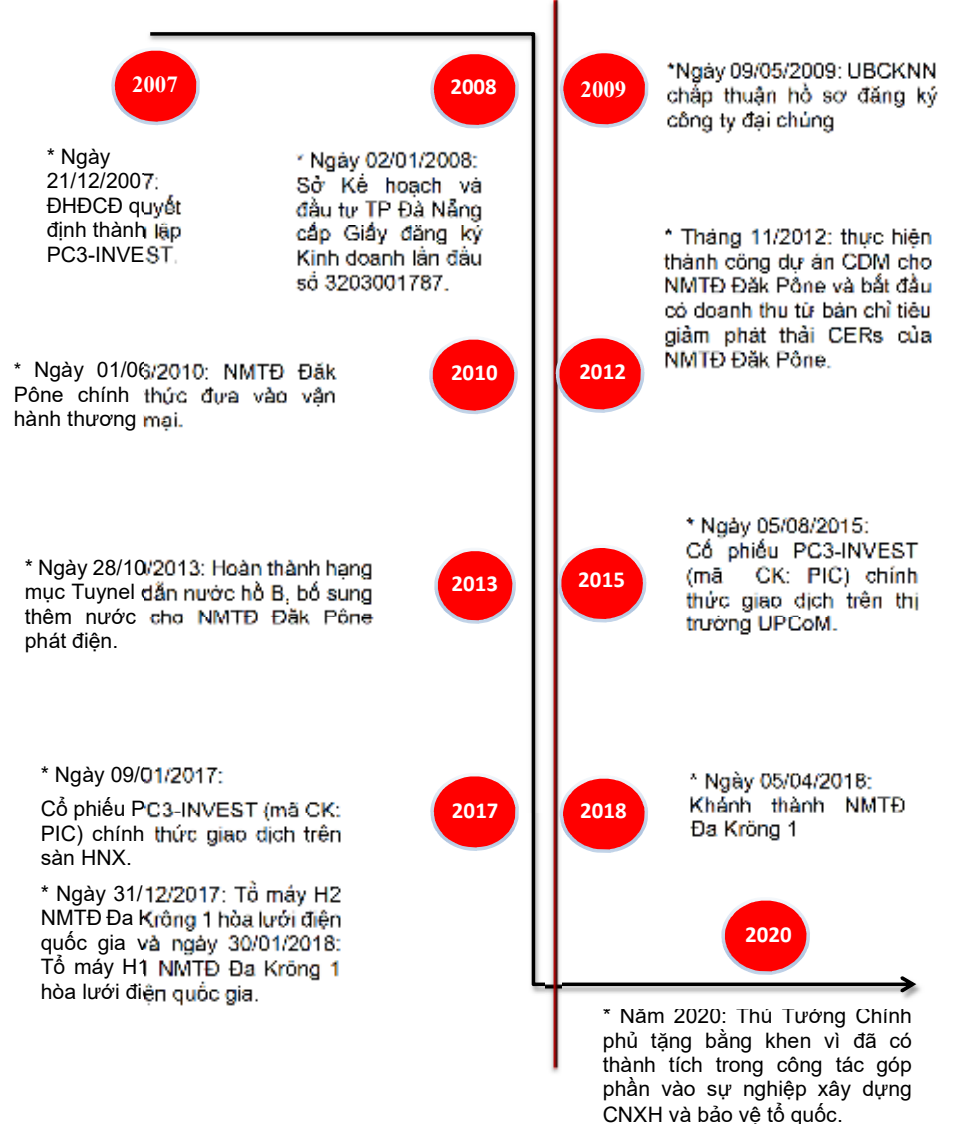 2007
* Ngày
21/12/2007:
ĐHĐCĐ quyết
định thành lập
PC3-INVEST.
2008
* Ngày 02/01/2008:
Sở Kế hoạch và
đầu tư TP Đà Nẵng
cấp Giấy đăng ký
Kinh doanh lần đầu
số 3203001787.
2009
*Ngày 09/05/2009: UBCKNN
chấp thuận hồ sơ đăng ký
công ty đại chúng
2010
* Ngày 01/06/2010: NMTĐ Đăk
Pône chính thức đưa vào vận
hành thương mại.
2012
* Tháng 11/2012: thực hiện
thành công dự án CDM cho
NMTĐ Đăk Pône và bắt đầu
có doanh thu từ bán chỉ tiêu
giảm phát thải CERs của
NMTĐ Đăk Pône.
2013
* Ngày 28/10/2013: Hoàn thành hạng
mục Tuynel dẫn nước hồ B, bổ sung
thêm nước cho NMTĐ Đăk Pône
phát điện.
2015
* Ngày 05/08/2015:
Cổ phiếu PC3-INVEST
(mã CK: PIC) chính
thức giao dịch trên thị
trường UPCoM.
2017
* Ngày 09/01/2017:
Cổ phiếu PC3-INVEST (mã CK:
PIC) chính thức giao dịch trên
sàn HNX.
* Ngày 31/12/2017: Tổ máy H2
NMTĐ Đa Krông 1 hòa lưới điện
quốc gia và ngày 30/01/2018:
Tổ máy H1 NMTĐ Đa Krông 1
hòa lưới điện quốc gia.
2018
* Ngày 05/04/2018:
Khánh thành NMTĐ
Đa Krông 1
2020
* Năm 2020: Thủ Tướng Chính
phủ tặng bằng khen vì đã có
thành tích trong công tác góp
phần vào sự nghiệp xây dựng
CNXH và bảo vệ tổ quốc.